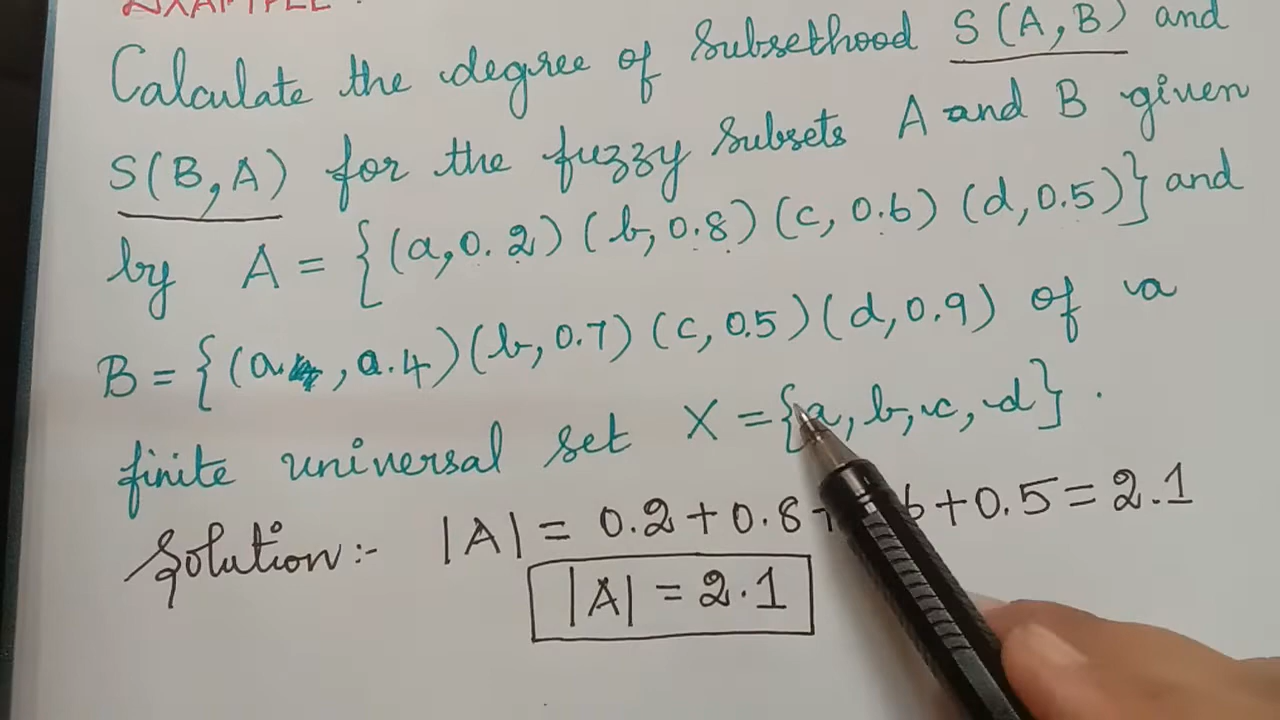 EXAMPLE :
Calculate the degree of Subsethood S(A,B) and
S(B,A) for the fuzzy Subsets A and B given
by A = {(a,0.2)(b,0.8)(c,0.6)(d,0.5)} and
B = {(a, 0.4)(b,0.7)(c,0.5)(d,0.9) of a
finite universal set X = {a,b,c,d}.
Solution:- |A| = 0.2+0.8+ 6+0.5=2.1
|A| = 2.1